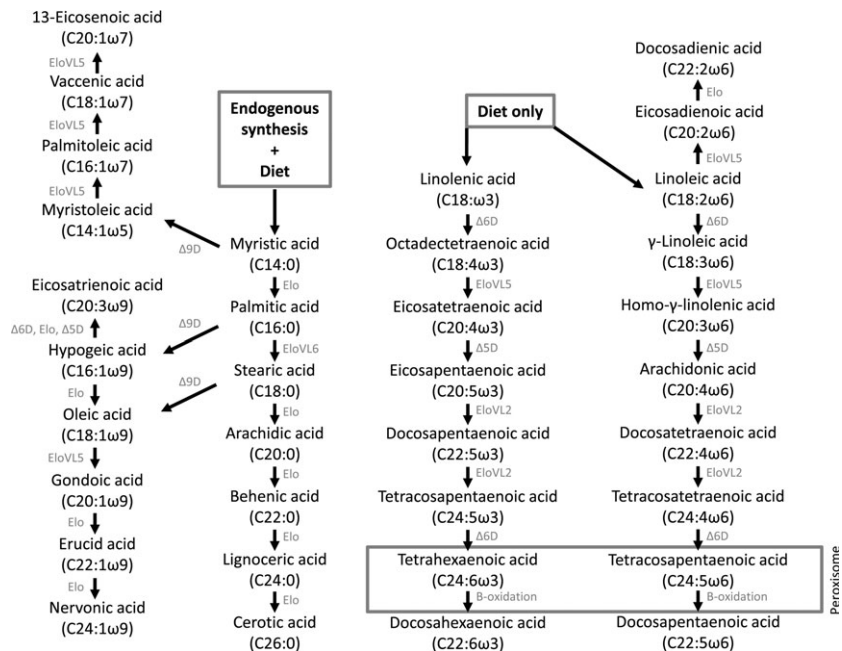 13-Eicosenoic acid
(C20:1ω7)
EloVL5
Vaccenic acid
(C18:1ω7)
EloVL5
Palmitoleic acid
(C16:1ω7)
EloVL5
Myristoleic acid
(C14:1ω5)
Δ9D
Eicosatrienoic acid
(C20:3ω9)
Δ6D, Elo, Δ5D
Hypogeic acid
(C16:1ω9)
Elo
Oleic acid
(C18:1ω9)
EloVL5
Gondoic acid
(C20:1ω9)
Elo
Erucid acid
(C22:1ω9)
Elo
Nervonic acid
(C24:1ω9)
Endogenous
synthesis
+
Diet
Myristic acid
(C14:0)
Elo
Δ9D
Palmitic acid
(C16:0)
EloVL6
Δ9D
Stearic acid
(C18:0)
Elo
Arachidic acid
(C20:0)
Elo
Behenic acid
(C22:0)
Elo
Lignoceric acid
(C24:0)
Elo
Cerotic acid
(C26:0)
Diet only
Linolenic acid
(C18:ω3)
Δ6D
Octadectetraenoic acid
(C18:4ω3)
EloVL5
Eicosatetraenoic acid
(C20:4ω3)
Δ5D
Eicosapentaenoic acid
(C20:5ω3)
EloVL2
Docosapentaenoic acid
(C22:5ω3)
EloVL2
Tetracosapentaenoic acid
(C24:5ω3)
Δ6D
Tetrahexaenoic acid
(C24:6ω3)
B-oxidation
Docosahexaenoic acid
(C22:6ω3)
Docosadienic acid
(C22:2ω6)
Elo
Eicosadienoic acid
(C20:2ω6)
EloVL5
Linoleic acid
(C18:2ω6)
Δ6D
γ-Linoleic acid
(C18:3ω6)
EloVL5
Homo-γ-linolenic acid
(C20:3ω6)
Δ5D
Arachidonic acid
(C20:4ω6)
EloVL2
Docosatetraenoic acid
(C22:4ω6)
EloVL2
Tetracosatetraenoic acid
(C24:4ω6)
Δ6D
Tetracosapentaenoic acid
(C24:5ω6)
B-oxidation
Docosapentaenoic acid
(C22:5ω6)
Peroxisome